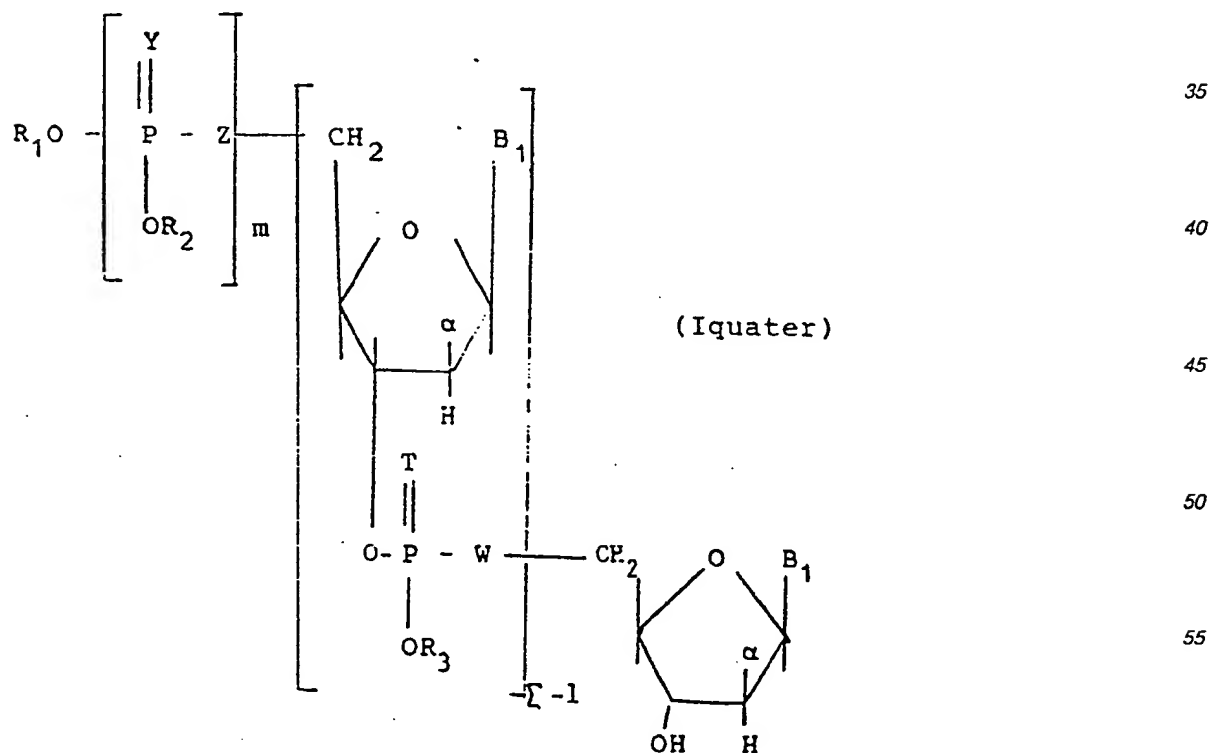 Y
35
R₁O - P - Z CH₂ B₁
OR₂ m O 40
α
(Iquater)
45
H
T
50
O- P - W CH₂ O B₁
OR₃ α 55
-Σ-1
OH H